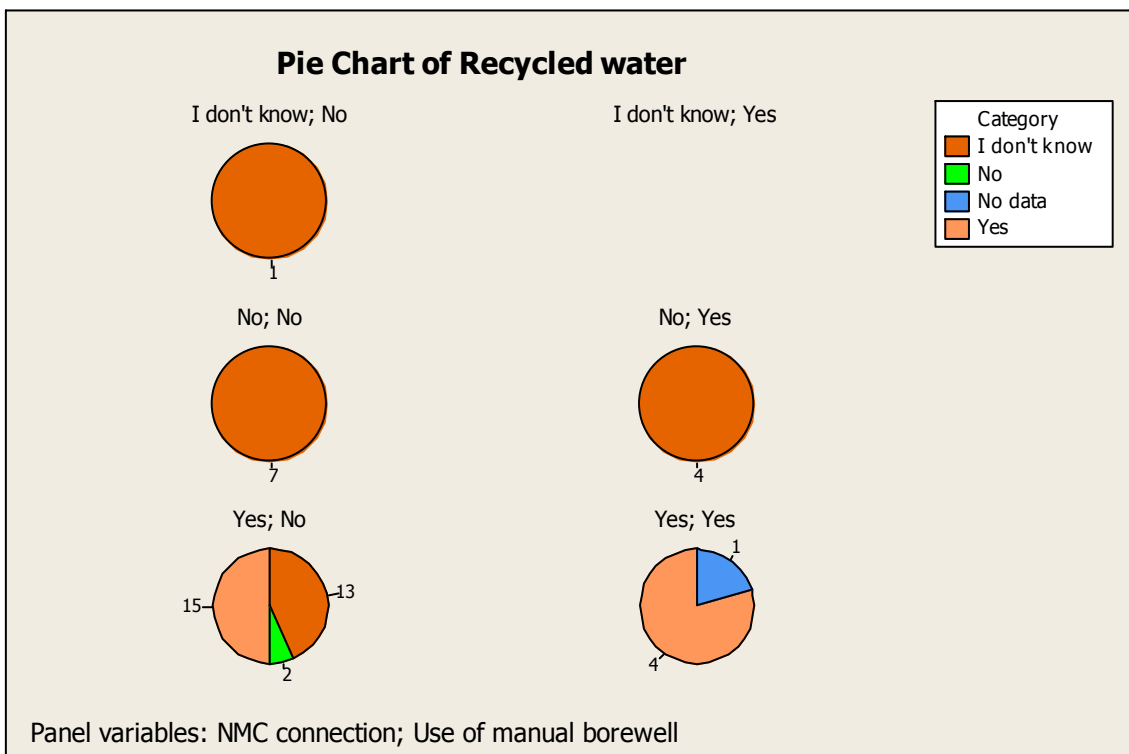 Pie Chart of Recycled water
I don't know; No
I don't know; Yes
Category
I don't know
No
No data
Yes
1
No; No
No; Yes
7
4
Yes; No
Yes; Yes
15
13
2
1
4
Panel variables: NMC connection; Use of manual borewell